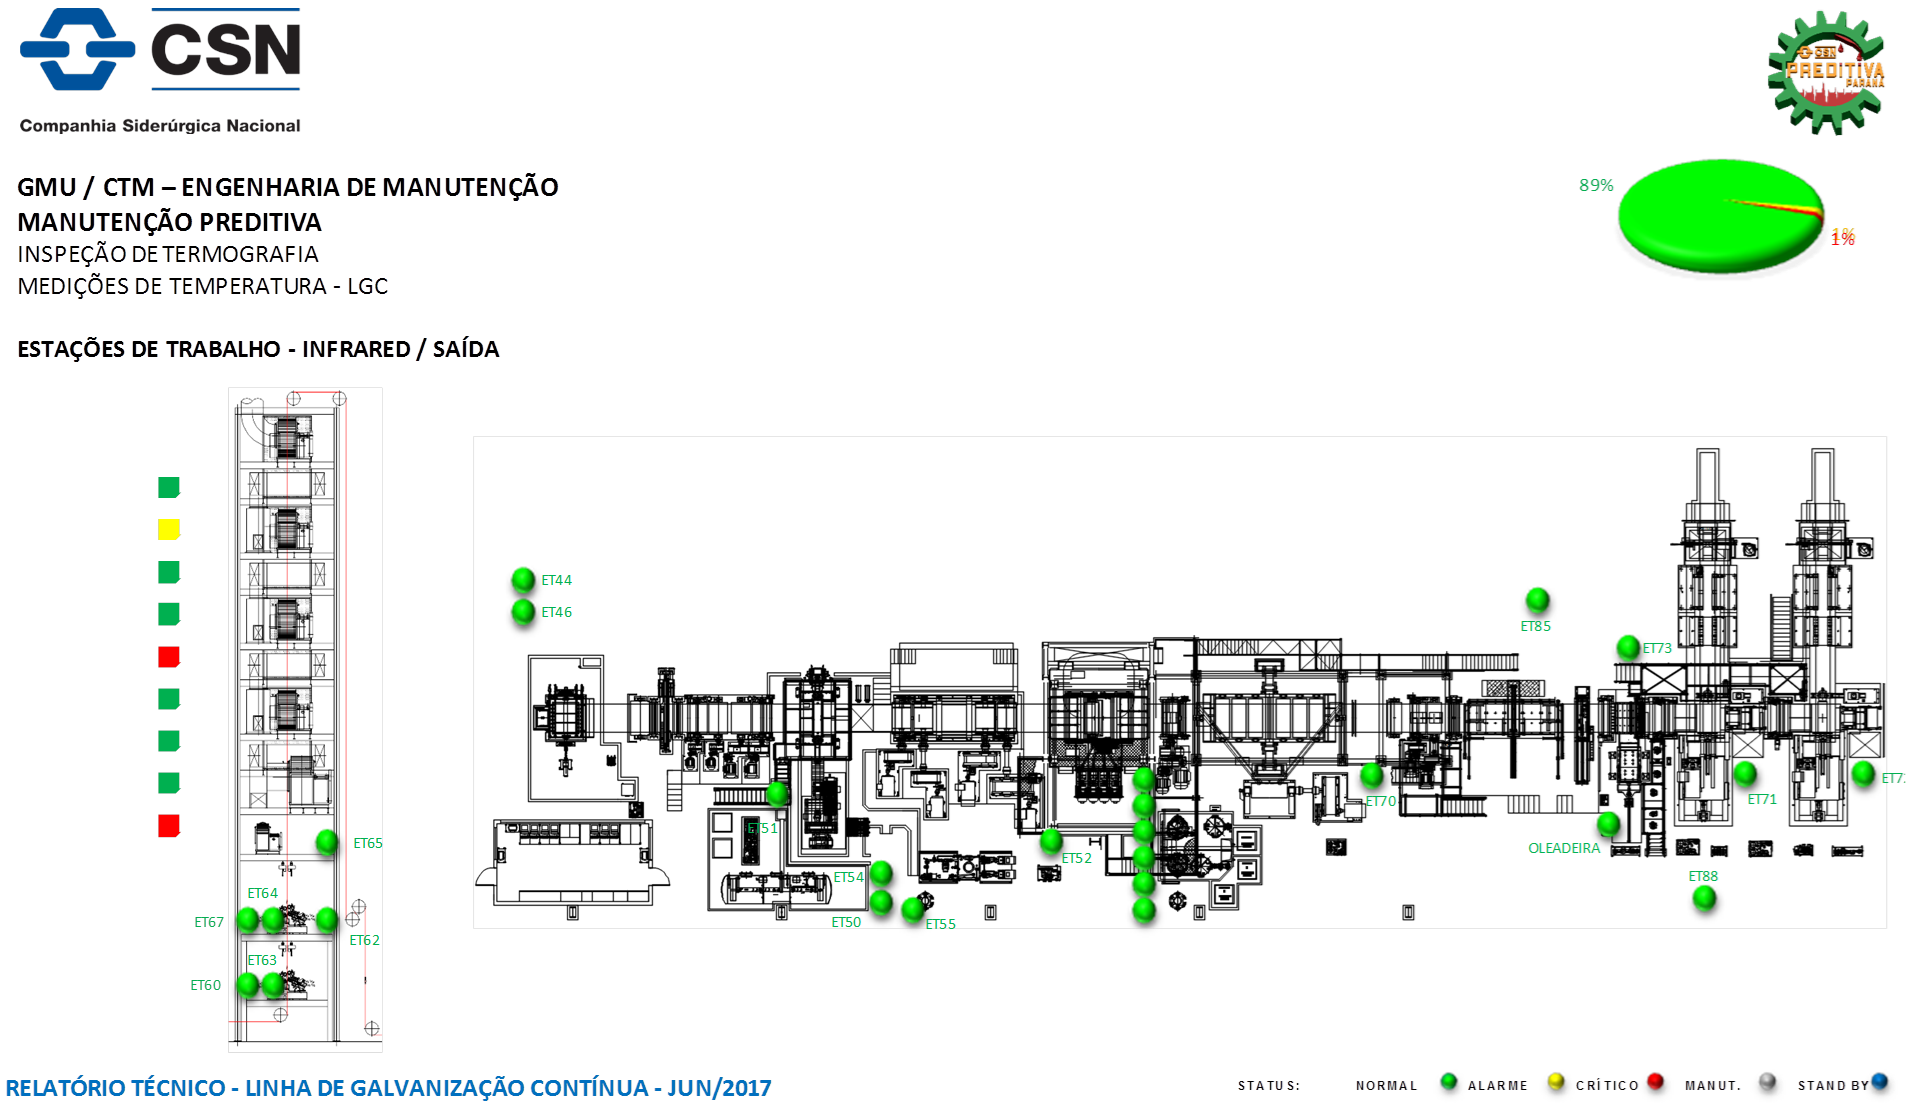 CSN
Companhia Siderúrgica Nacional
CSN
PREDITIVA
PARANÁ
GMU / CTM – ENGENHARIA DE MANUTENÇÃO
MANUTENÇÃO PREDITIVA
INSPEÇÃO DE TERMOGRAFIA
MEDIÇÕES DE TEMPERATURA - LGC
89%
1%
1%
ESTAÇÕES DE TRABALHO - INFRARED / SAÍDA
ET44
ET46
ET85
ET73
ET71
ET70
ET51
ET52
ET54
ET50
ET55
OLEADEIRA
ET88
ET65
ET64
ET67
ET62
ET63
ET60
RELATÓRIO TÉCNICO - LINHA DE GALVANIZAÇÃO CONTÍNUA - JUN/2017
STATUS: NORMAL ALARME CRÍTICO MANUT. STAND BY